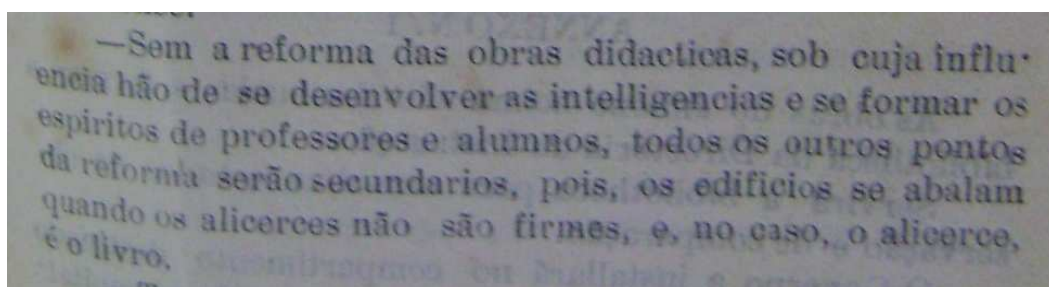 —Sem a reforma das obras didacticas, sob cuja influ-
encia hão de se desenvolver as intelligencias e se formar os
espiritos de professores e alumnos, todos os outros pontos
da reforma serão secundarios, pois, os edificios se abalam
quando os alicerces não são firmes, e, no caso, o alicerce,
é o livro.